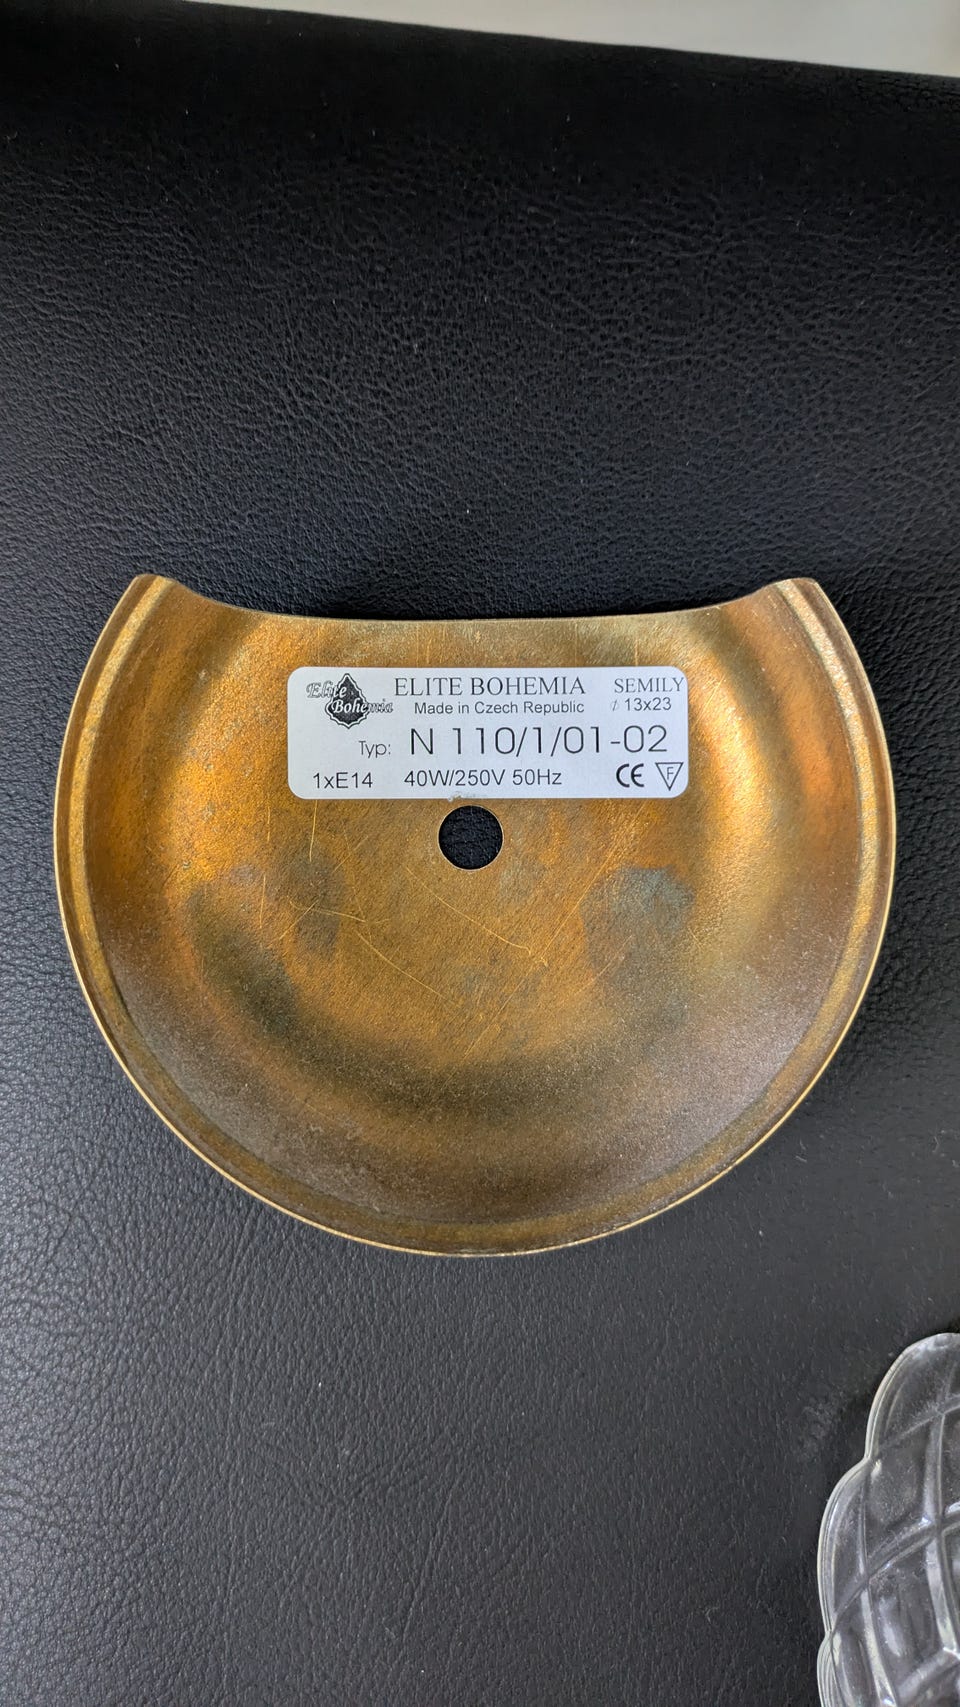 Elite Bohemia
ELITE BOHEMIA SEMILY
Made in Czech Republic 13x23
Typ: N 110/1/01-02
1xE14 40W/250V 50Hz CE F